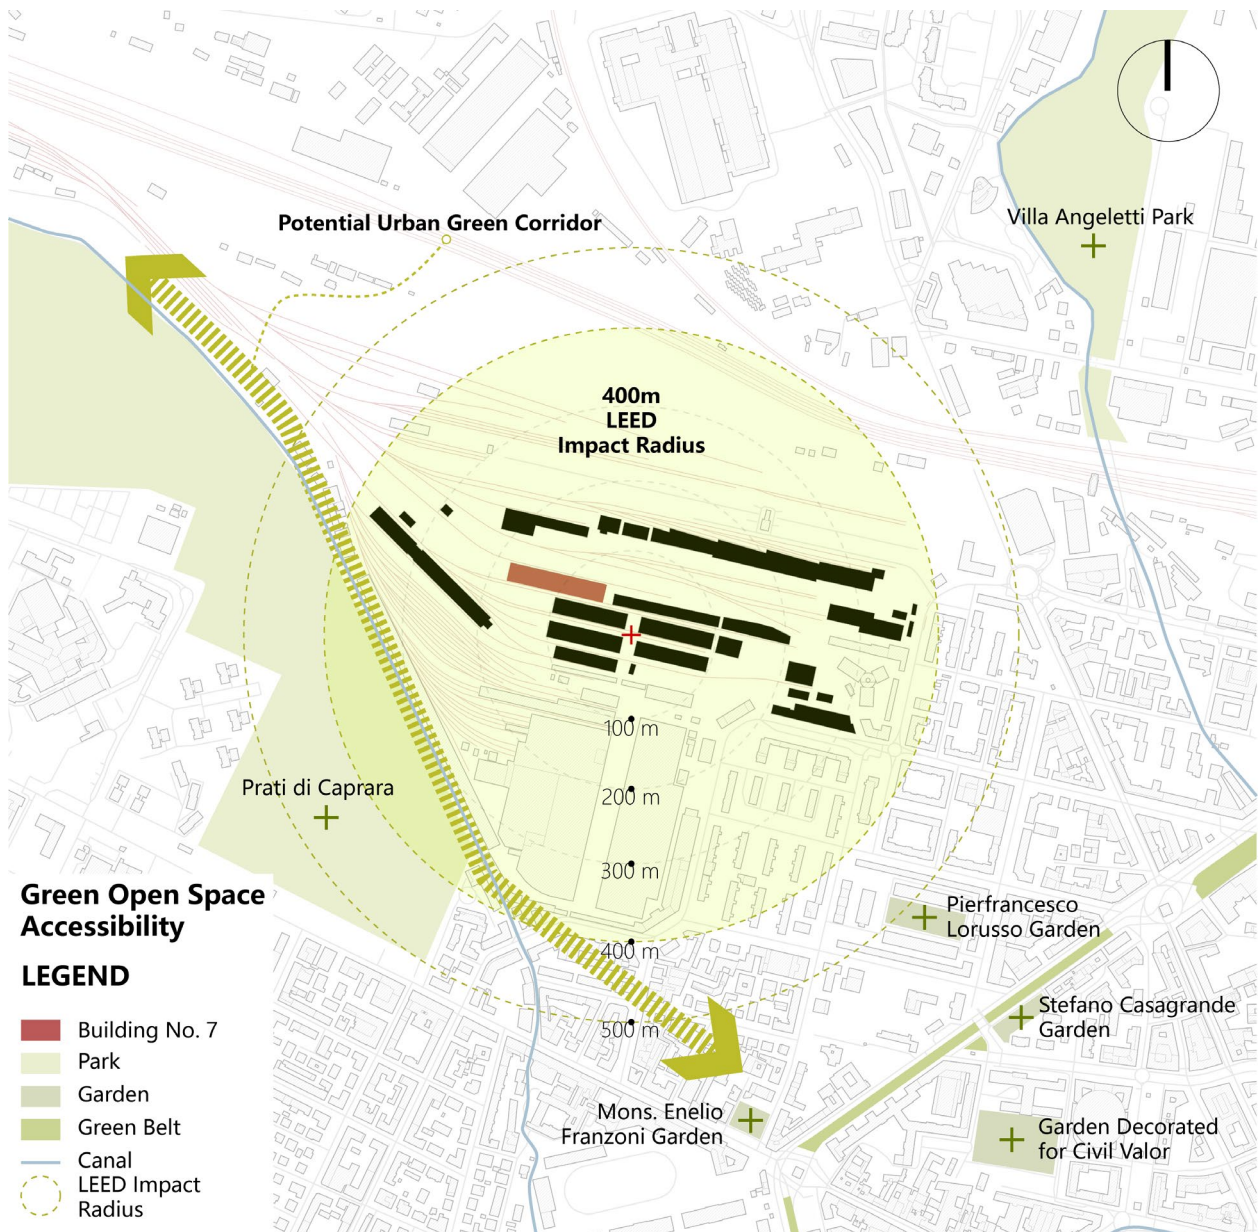 Potential Urban Green Corridor
Villa Angeletti Park
400m
LEED
Impact Radius
100 m
200 m
300 m
400 m
500 m
Prati di Caprara
Pierfrancesco
Lorusso Garden
Stefano Casagrande
Garden
Mons. Enelio
Franzoni Garden
Garden Decorated
for Civil Valor
Green Open Space
Accessibility
LEGEND
Building No. 7
Park
Garden
Green Belt
Canal
LEED Impact
Radius